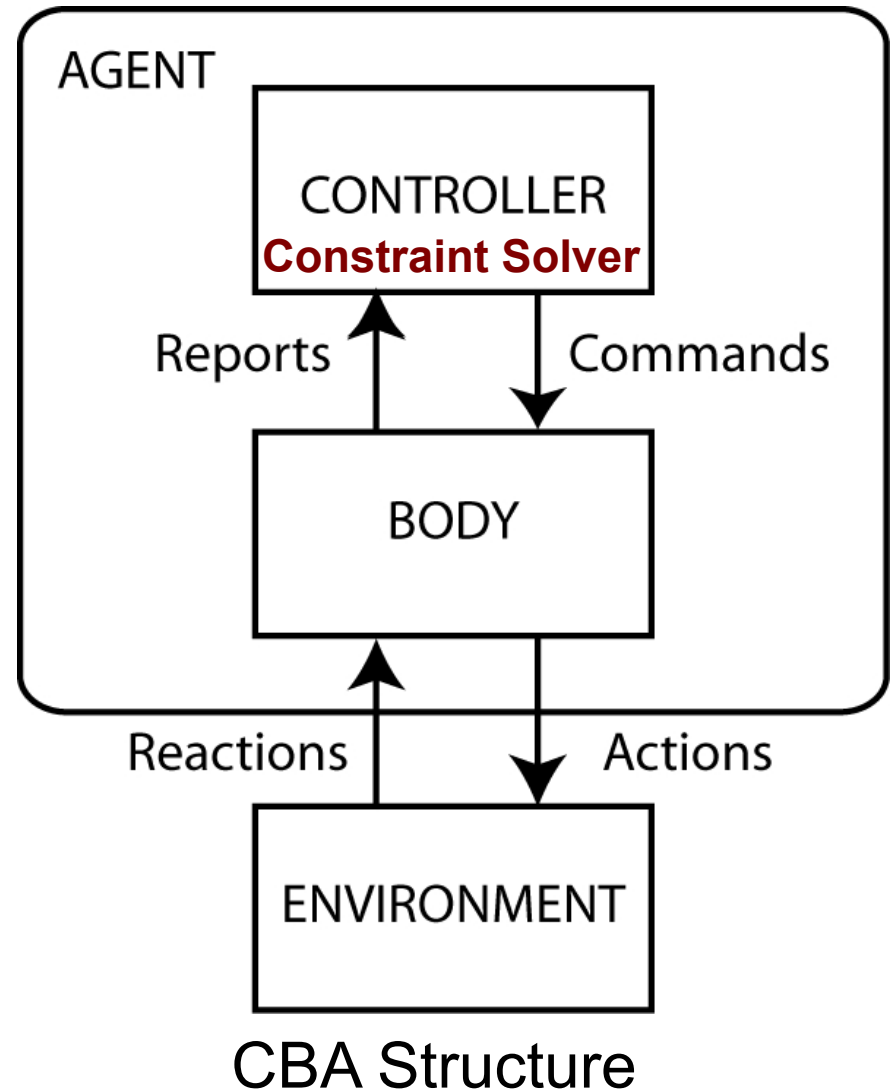 AGENT
CONTROLLER
Constraint Solver
Reports
Commands
BODY
Reactions
Actions
ENVIRONMENT
CBA Structure